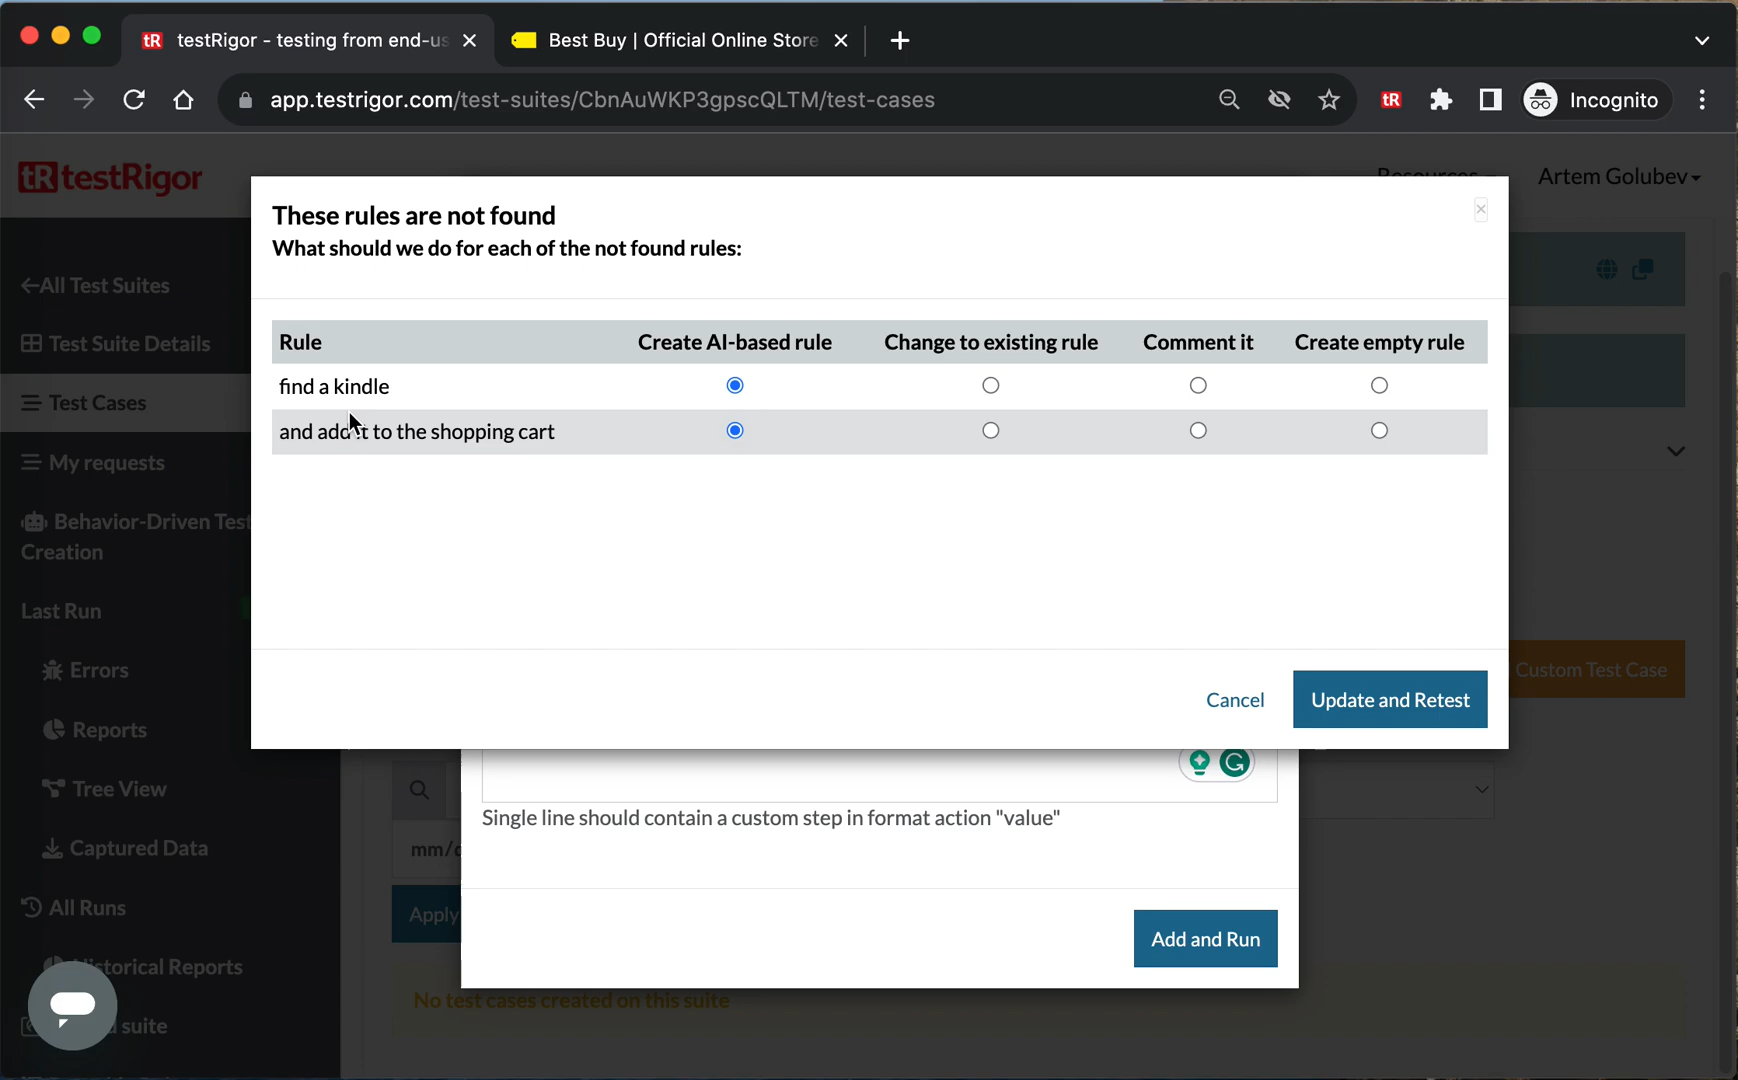 testRigor - testing from end-us
Best Buy | Official Online Store
app.testrigor.com/test-suites/CbnAuWKP3gpscQLTM/test-cases
tR
Incognito
tR testRigor
Resources
Artem Golubev
←All Test Suites
Test Suite Details
Test Cases
My requests
Behavior-Driven Test
Creation
Last Run
Errors
Reports
Tree View
Captured Data
All Runs
Historical Reports
suite
These rules are not found
What should we do for each of the not found rules:
Rule Create AI-based rule Change to existing rule Comment it Create empty rule
find a kindle
and add it to the shopping cart
Cancel Update and Retest
Custom Test Case
Single line should contain a custom step in format action "value"
mm/d
Apply
Add and Run
No test cases created on this suite